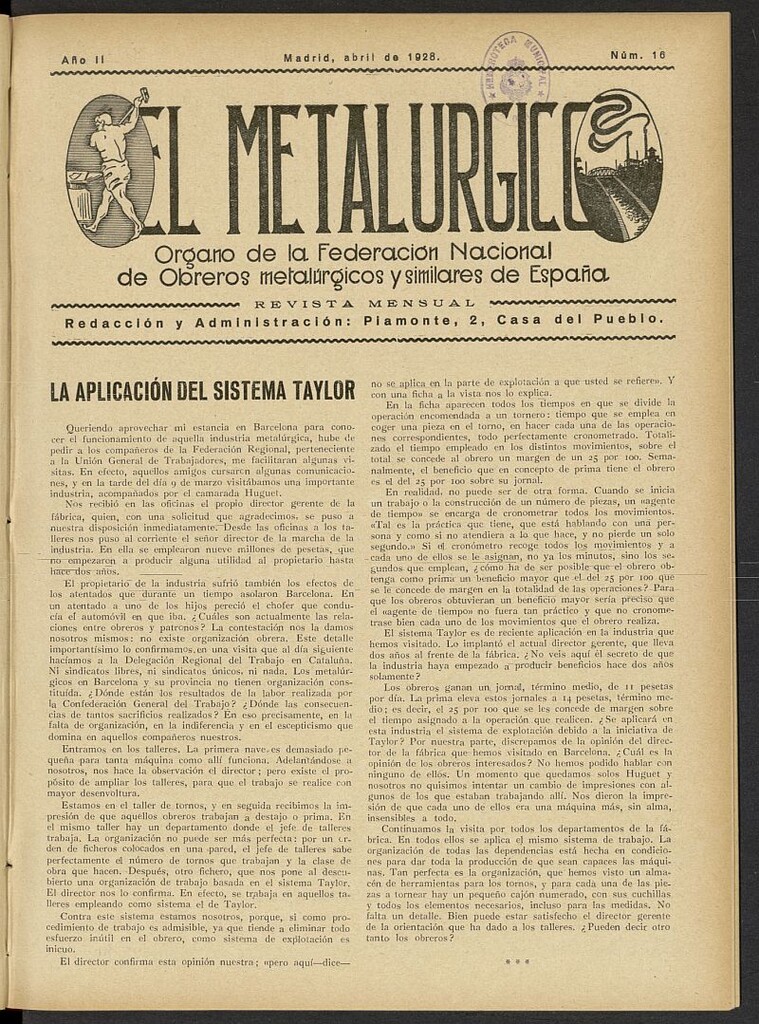 Año II
Madrid, abril de 1928.
Núm. 16
HEMEROTECA MUNICIPAL
EL METALURGICO
Organo de la Federación Nacional
de Obreros metalúrgicos y similares de España
REVISTA MENSUAL
Redacción y Administración: Piamonte, 2, Casa del Pueblo.
LA APLICACIÓN DEL SISTEMA TAYLOR
Queriendo aprovechar mi estancia en Barcelona para cono-
cer el funcionamiento de aquella industria metalúrgica, hube de
pedir a los compañeros de la Federación Regional, perteneciente
a la Unión General de Trabajadores, me facilitaran algunas vi-
sitas. En efecto, aquellos amigos cursaron algunas comunicacio-
nes, y en la tarde del día 9 de marzo visitábamos una importante
industria, acompañados por el camarada Huguet.
Nos recibió en las oficinas el propio director gerente de la
fábrica, quien, con una solicitud que agradecimos, se puso a
nuestra disposición inmediatamente. Desde las oficinas a los ta-
lleres nos puso al corriente el señor director de la marcha de la
industria. En ella se emplearon nueve millones de pesetas, que
no empezaron a producir alguna utilidad al propietario hasta
hace dos años.
El propietario de la industria sufrió también los efectos de
los atentados que durante un tiempo asolaron Barcelona. En
un atentado a uno de los hijos pereció el chofer que condu-
cía el automóvil en que iba. ¿Cuáles son actualmente las rela-
ciones entre obreros y patronos? La contestación nos la damos
nosotros mismos: no existe organización obrera. Este detalle
importantísimo lo confirmamos en una visita que al día siguiente
hacíamos a la Delegación Regional del Trabajo en Cataluña.
Ni sindicatos libres, ni sindicatos únicos, ni nada. Los metalúr-
gicos en Barcelona y su provincia no tienen organización cons-
tituída. ¿Dónde están los resultados de la labor realizada por
la Confederación General del Trabajo? ¿Dónde las consecuen-
cias de tantos sacrificios realizados? En eso precisamente, en la
falta de organización, en la indiferencia y en el escepticismo que
domina en aquellos compañeros nuestros.
Entramos en los talleres. La primera nave es demasiado pe-
queña para tanta máquina como allí funciona. Adelantándose a
nosotros, nos hace la observación el director; pero existe el pro-
pósito de ampliar los talleres, para que el trabajo se realice con
mayor desenvoltura.
Estamos en el taller de tornos, y en seguida recibimos la im-
presión de que aquellos obreros trabajan a destajo o prima. En
el mismo taller hay un departamento donde el jefe de talleres
trabaja. La organización no puede ser más perfecta: por un or-
den de ficheros colocados en una pared, el jefe de talleres sabe
perfectamente el número de tornos que trabajan y la clase de
obra que hacen. Después, otro fichero, que nos pone al descu-
bierto una organización de trabajo basada en el sistema Taylor.
El director nos lo confirma. En efecto, se trabaja en aquellos ta-
lleres empleando como sistema el de Taylor.
Contra este sistema estamos nosotros, porque, si como pro-
cedimiento de trabajo es admisible, ya que tiende a eliminar todo
esfuerzo inútil en el obrero, como sistema de explotación es
inicuo.
El director confirma esta opinión nuestra; «pero aquí—dice—
no se aplica en la parte de explotación a que usted se refiere». Y
con una ficha a la vista nos lo explica.
En la ficha aparecen todos los tiempos en que se divide la
operación encomendada a un tornero: tiempo que se emplea en
coger una pieza en el torno, en hacer cada una de las operacio-
nes correspondientes, todo perfectamente cronometrado. Totali-
zado el tiempo empleado en los distintos movimientos, sobre el
total se concede al obrero un margen de un 25 por 100. Sema-
nalmente, el beneficio que en concepto de prima tiene el obrero
es el del 25 por 100 sobre su jornal.
En realidad, no puede ser de otra forma. Cuando se inicia
un trabajo o la construcción de un número de piezas, un «agente
de tiempo» se encarga de cronometrar todos los movimientos.
«Tal es la práctica que tiene, que está hablando con una per-
sona y como si no atendiera a lo que hace, y no pierde un solo
segundo.» Si el cronómetro recoge todos los movimientos y a
cada uno de ellos se le asignan, no ya los minutos, sino los se-
gundos que emplean, ¿cómo ha de ser posible que el obrero ob-
tenga como prima un beneficio mayor que el del 25 por 100 que
se le concede de margen en la totalidad de las operaciones? Para
que los obreros obtuvieran un beneficio mayor sería preciso que
el «agente de tiempo» no fuera tan práctico y que no cronome-
trase bien cada uno de los movimientos que el obrero realiza.
El sistema Taylor es de reciente aplicación en la industria que
hemos visitado. Lo implantó el actual director gerente, que lleva
dos años al frente de la fábrica. ¿No veis aquí el secreto de que
la industria haya empezado a producir beneficios hace dos años
solamente?
Los obreros ganan un jornal, término medio, de 11 pesetas
por día. La prima eleva estos jornales a 14 pesetas, término me-
dio; es decir, el 25 por 100 que se les concede de margen sobre
el tiempo asignado a la operación que realicen. ¿Se aplicará en
esta industria el sistema de explotación debido a la iniciativa de
Taylor? Por nuestra parte, discrepamos de la opinión del direc-
tor de la fábrica que hemos visitado en Barcelona. ¿Cuál es la
opinión de los obreros interesados? No hemos podido hablar con
ninguno de ellos. Un momento que quedamos solos Huguet y
nosotros no quisimos intentar un cambio de impresiones con al-
gunos de los que estaban trabajando allí. Nos dieron la impre-
sión de que cada uno de ellos era una máquina más, sin alma,
insensibles a todo.
Continuamos la visita por todos los departamentos de la fá-
brica. En todos ellos se aplica el mismo sistema de trabajo. La
organización de todas las dependencias está hecha en condicio-
nes para dar toda la producción de que sean capaces las máqui-
nas. Tan perfecta es la organización, que hemos visto un alma-
cén de herramientas para los tornos, y para cada una de las pie-
zas a tornear hay un pequeño cajón numerado, con sus cuchillas
y todos los elementos necesarios, incluso para las medidas. No
falta un detalle. Bien puede estar satisfecho el director gerente
de la orientación que ha dado a los talleres. ¿Pueden decir otro
tanto los obreros?
* * *